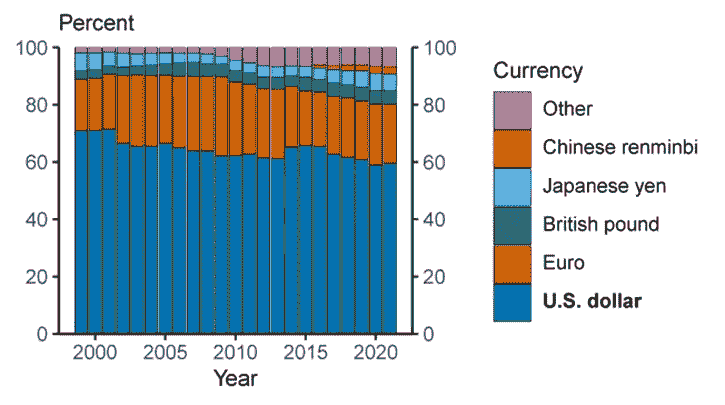 Percent
100
80
60
40
20
0
100
80
60
40
20
0
2000 2005 2010 2015 2020
Year
Currency
Other
Chinese renminbi
Japanese yen
British pound
Euro
U.S. dollar